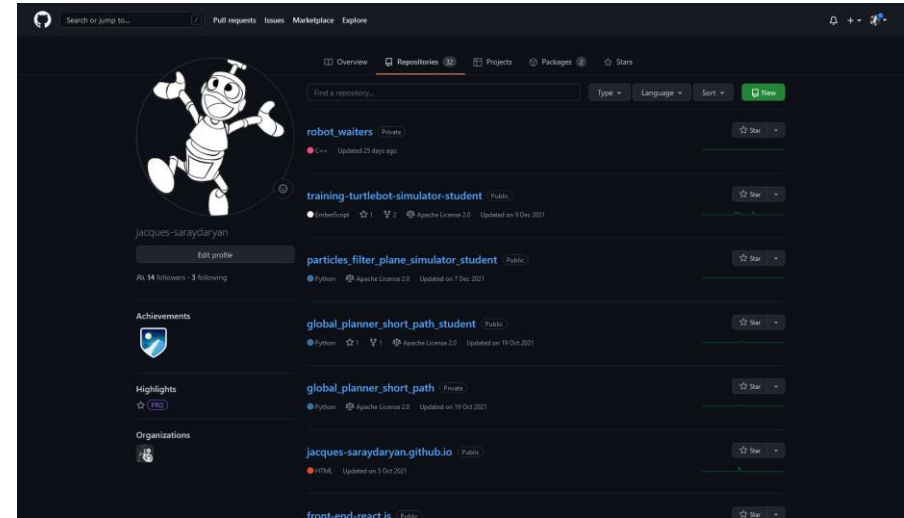 Search or jump to... / Pull requests Issues Marketplace Explore
Overview Repositories 32 Projects Packages 2 Stars
Find a repository... Type Language Sort New
robot_waiters Private Star
C++ Updated 25 days ago
training-turtlebot-simulator-student Public Star
EmberScript 1 2 Apache License 2.0 Updated on 9 Dec 2021
jacques-saraydaryan
Edit profile
14 followers · 3 following
particles_filter_plane_simulator_student Public Star
Python Apache License 2.0 Updated on 7 Dec 2021
Achievements
global_planner_short_path_student Public Star
Python 1 1 Apache License 2.0 Updated on 19 Oct 2021
Highlights
PRO
global_planner_short_path Private Star
Python Apache License 2.0 Updated on 19 Oct 2021
Organizations
jacques-saraydaryan.github.io Public Star
HTML Updated on 5 Oct 2021
front-end-react.js Public Star